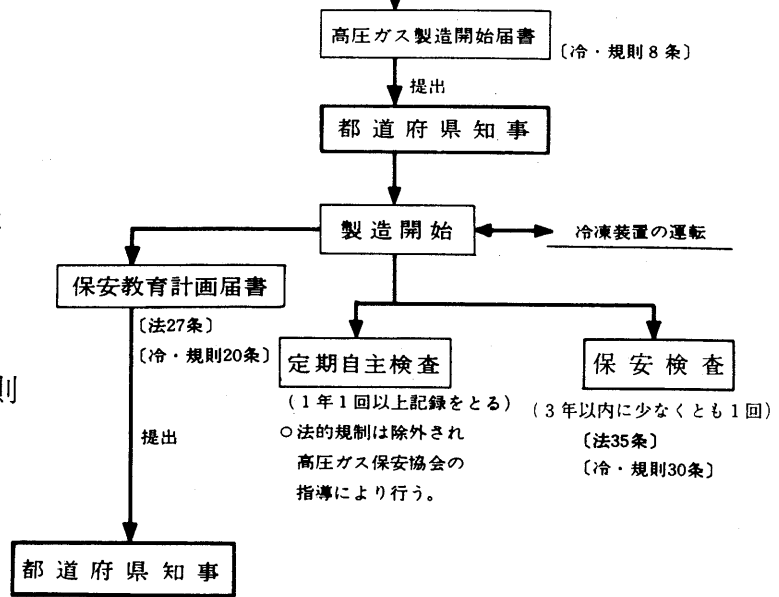 高圧ガス製造開始届書
〔冷・規則8条〕
提出
都道府県知事
製造開始
冷凍装置の運転
保安教育計画届書
〔法27条〕
〔冷・規則20条〕
定期自主検査
保安検査
(1年1回以上記録をとる)
(3年以内に少なくとも1回)
○法的規制は除外され
高圧ガス保安協会の
指導により行う。
〔法35条〕
〔冷・規則30条〕
則
提出
都道府県知事